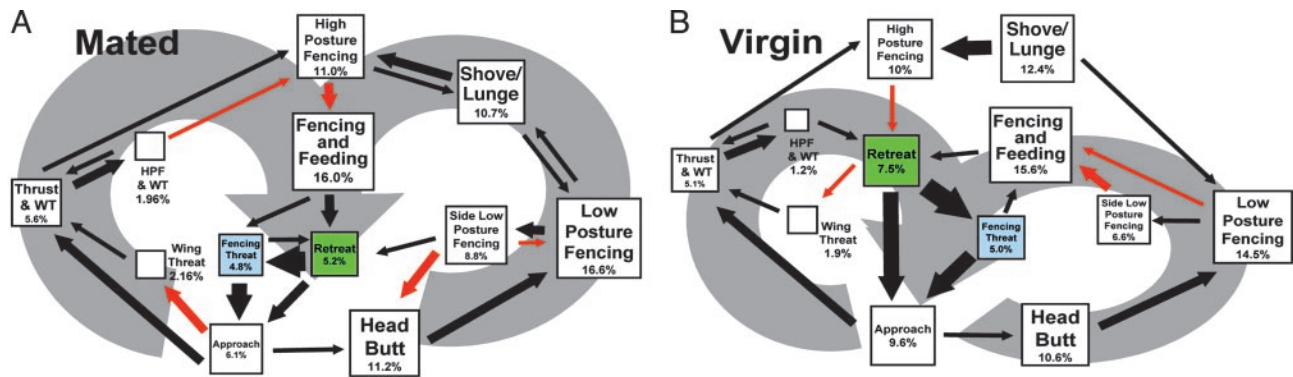 A
Mated
High
Posture
Fencing
11.0%
Shove/
Lunge
10.7%
Fencing
and
Feeding
16.0%
HPF
& WT
1.96%
Thrust
& WT
5.6%
Wing
Threat
2.16%
Fencing
Threat
4.8%
Retreat
5.2%
Side Low
Posture
Fencing
8.8%
Low
Posture
Fencing
16.6%
Approach
6.1%
Head
Butt
11.2%
B
Virgin
High
Posture
Fencing
10%
Shove/
Lunge
12.4%
HPF
& WT
1.2%
Thrust
& WT
5.1%
Retreat
7.5%
Fencing
and
Feeding
15.6%
Wing
Threat
1.9%
Fencing
Threat
5.0%
Side Low
Posture
Fencing
6.6%
Low
Posture
Fencing
14.5%
Approach
9.6%
Head
Butt
10.6%